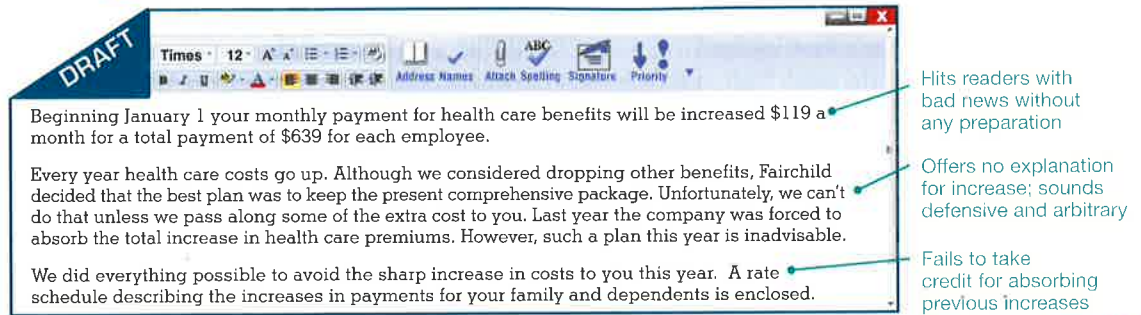 DRAFT
Times 12 A A
B I U A Address Names Attach Spelling Signature Priority
ABC
X
Beginning January 1 your monthly payment for health care benefits will be increased $119 a
month for a total payment of $639 for each employee.
Every year health care costs go up. Although we considered dropping other benefits, Fairchild
decided that the best plan was to keep the present comprehensive package. Unfortunately, we can't
do that unless we pass along some of the extra cost to you. Last year the company was forced to
absorb the total increase in health care premiums. However, such a plan this year is inadvisable.
We did everything possible to avoid the sharp increase in costs to you this year. A rate
schedule describing the increases in payments for your family and dependents is enclosed.
Hits readers with
bad news without
any preparation
Offers no explanation
for increase; sounds
defensive and arbitrary
Fails to take
credit for absorbing
previous increases